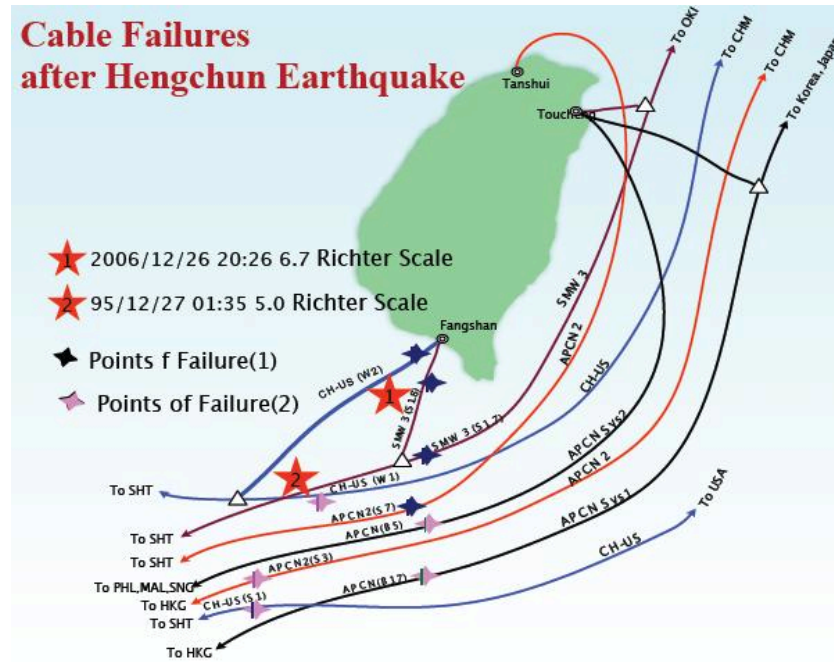 Cable Failures
after Hengchun Earthquake
To OKI
To CHM
To CHM
To Korea, Japan
Tanshui
Toucheng
1 2006/12/26 20:26 6.7 Richter Scale
2 95/12/27 01:35 5.0 Richter Scale
Points f Failure(1)
Points of Failure(2)
Fangshan
SMW 3
APCN 2
CH-US
CH-US (W2)
1
SMW 3 (S1.8)
SMW 3 (S1.7)
2
CH-US (W1)
APCN Sys2
APCN 2
APCN Sys1
To USA
CH-US
To SHT
To SHT
APCN2(S7)
To SHT
APCN(B5)
To PHL,MAL,SNG
APCN2(S3)
To HKG
CH-US(S1)
APCN(B17)
To SHT
To HKG